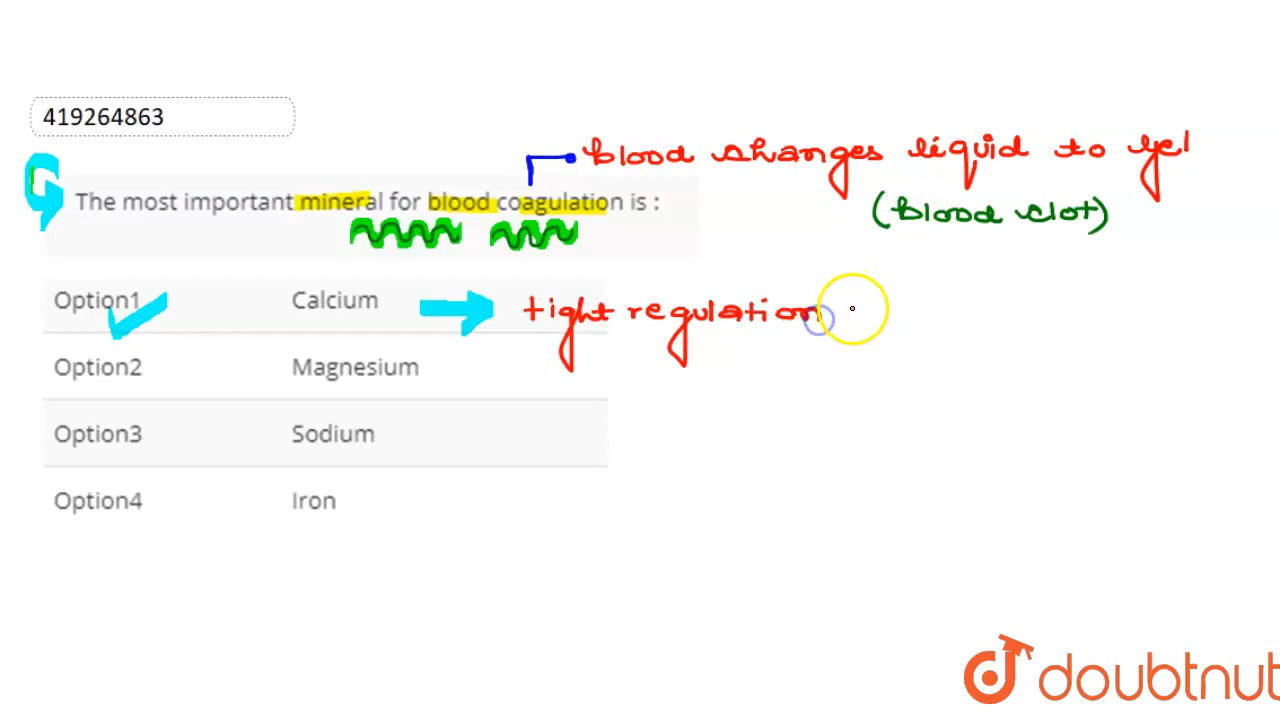 419264863
blood changes liquid to gel
The most important mineral for blood coagulation is :
(blood clot)
Option1 Calcium
tight regulation
Option2 Magnesium
Option3 Sodium
Option4 Iron
doubtnut